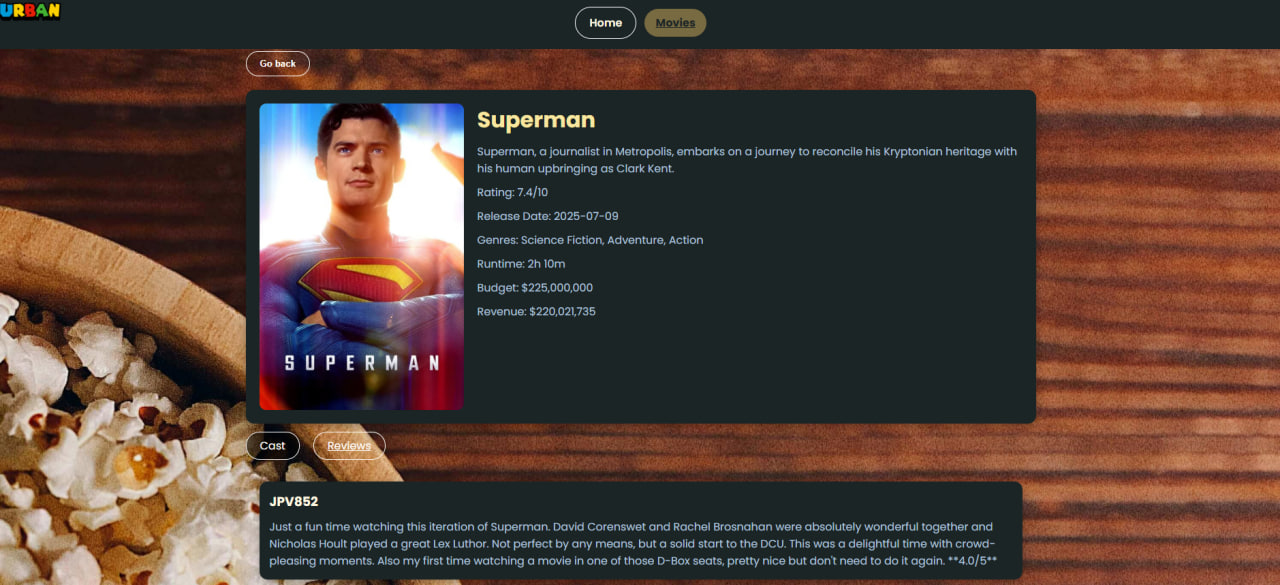 URBAN
Home
Movies
Go back
Superman
Superman, a journalist in Metropolis, embarks on a journey to reconcile his Kryptonian heritage with
his human upbringing as Clark Kent.
Rating: 7.4/10
Release Date: 2025-07-09
Genres: Science Fiction, Adventure, Action
Runtime: 2h 10m
Budget: $225,000,000
Revenue: $220,021,735
SUPERMAN
Cast
Reviews
JPV852
Just a fun time watching this iteration of Superman. David Corenswet and Rachel Brosnahan were absolutely wonderful together and
Nicholas Hoult played a great Lex Luthor. Not perfect by any means, but a solid start to the DCU. This was a delightful time with crowd-
pleasing moments. Also my first time watching a movie in one of those D-Box seats, pretty nice but don't need to do it again. **4.0/5**